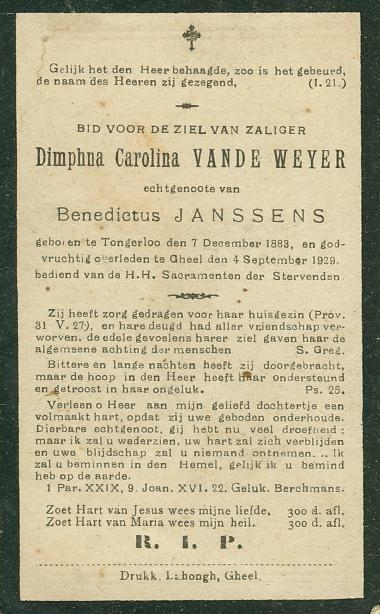 Gelijk het den Heer behaagde, zoo is het gebeurd,
de naam des Heeren zij gezegend. (I. 21.)
BID VOOR DE ZIEL VAN ZALIGER
Dimphna Carolina VANDE WEYER
echtgenoote van
Benedictus JANSSENS
geboren te Tongerloo den 7 December 1883, en god-
vruchtig overleden te Gheel den 4 September 1929.
bediend van de H.H. Sacramenten der Stervenden.
Zij heeft zorg gedragen voor haar huisgezin (Prov.
31 V. 27), en hare deugd had aller vriendschap ver-
worven, de edele gevoelens harer ziel gaven haar de
algemeene achting der menschen S. Greg.
Bittere en lange nachten heeft zij doorgebracht,
maar de hoop in den Heer heeft haar ondersteund
en getroost in haar ongeluk. Ps. 25.
Verleen o Heer aan mijn geliefd dochtertje een
volmaakt hart, opdat zij uwe geboden onderhoude.
Dierbare echtgenoot, gij hebt nu veel droefheid :
maar ik zal u wederzien, uw hart zal zich verblijden
en uwe blijdschap zal u niemand ontnemen... Ik
zal u beminnen in den Hemel, gelijk ik u bemind
heb op de aarde.
1 Par. XXIX, 9. Joan. XVI. 22. Geluk. Berchmans.
Zoet Hart van Jesus wees mijne liefde, 300 d. afl.
Zoet Hart van Maria wees mijn heil. 300 d. afl.
R. I. P.
Drukk. Lahongh, Gheel.